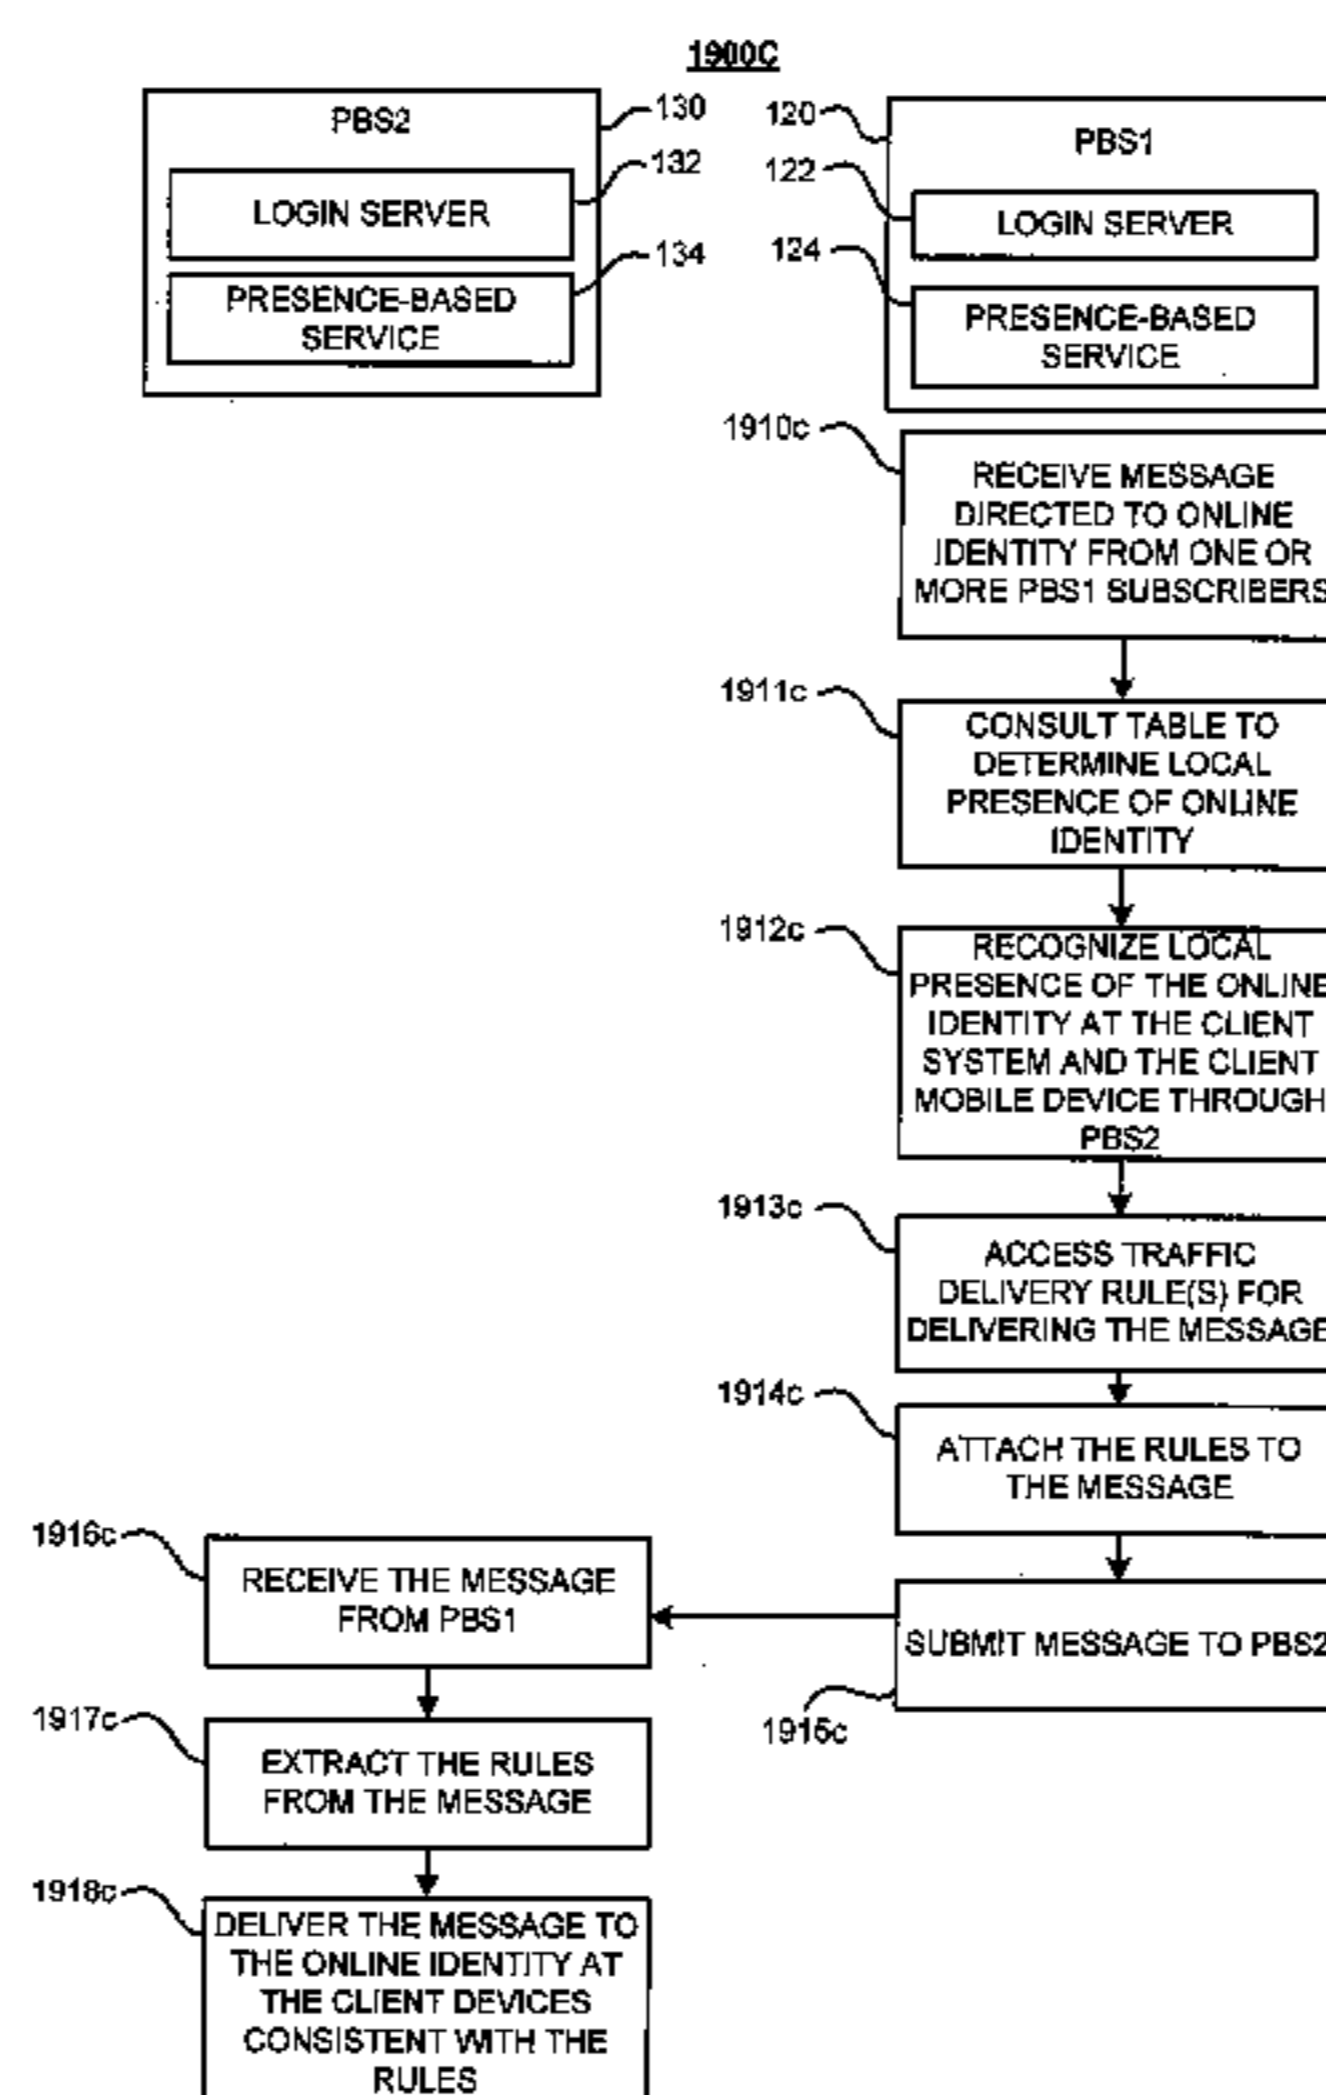 1900C
PBS2
130
LOGIN SERVER
132
PRESENCE-BASED
SERVICE
134
120
PBS1
122
LOGIN SERVER
124
PRESENCE-BASED
SERVICE
1910c
RECEIVE MESSAGE
DIRECTED TO ONLINE
IDENTITY FROM ONE OR
MORE PBS1 SUBSCRIBERS
1911c
CONSULT TABLE TO
DETERMINE LOCAL
PRESENCE OF ONLINE
IDENTITY
1912c
RECOGNIZE LOCAL
PRESENCE OF THE ONLINE
IDENTITY AT THE CLIENT
SYSTEM AND THE CLIENT
MOBILE DEVICE THROUGH
PBS2
1913c
ACCESS TRAFFIC
DELIVERY RULE(S) FOR
DELIVERING THE MESSAGE
1914c
ATTACH THE RULES TO
THE MESSAGE
SUBMIT MESSAGE TO PBS2
1915c
1916c
RECEIVE THE MESSAGE
FROM PBS1
1917c
EXTRACT THE RULES
FROM THE MESSAGE
1918c
DELIVER THE MESSAGE TO
THE ONLINE IDENTITY AT
THE CLIENT DEVICES
CONSISTENT WITH THE
RULES